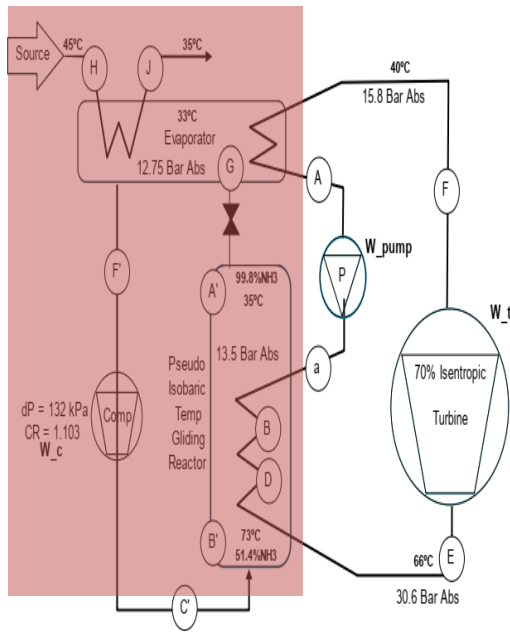 45ºC
35ºC
Source
H
J
40ºC
15.8 Bar Abs
33ºC
Evaporator
12.75 Bar Abs
G
A
F
W_pump
F'
99.8%NH3
A'
35ºC
P
W_t
13.5 Bar Abs
a
Pseudo
Isobaric
Temp
Gliding
Reactor
70% Isentropic
Turbine
dP = 132 kPa
CR = 1.103
W_c
Comp
B
D
B'
73ºC
51.4%NH3
66ºC
E
30.6 Bar Abs
C'